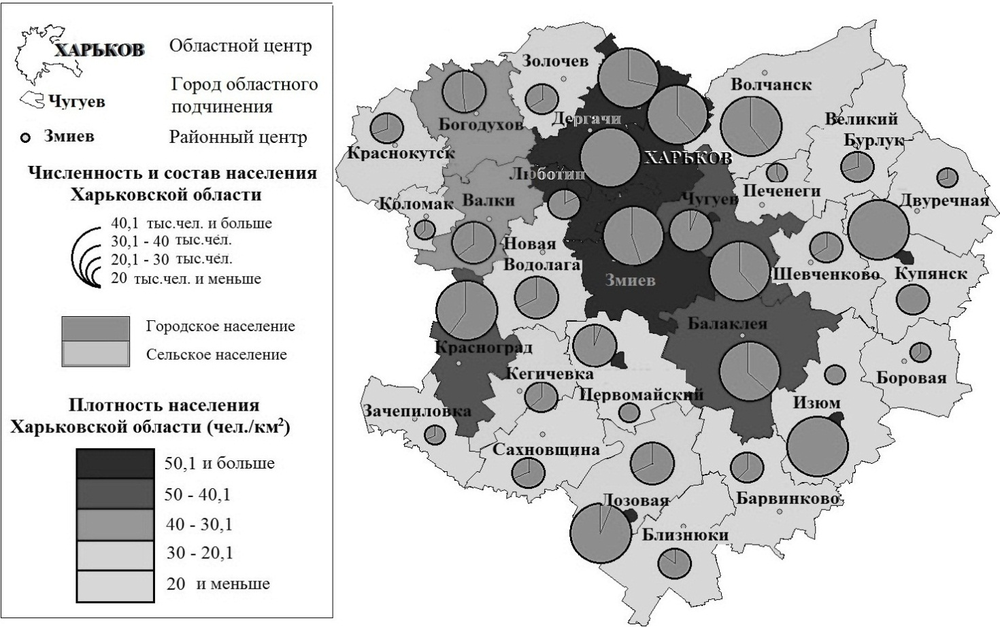 ХАРЬКОВ
Областной центр
Чугуев
Город областного
подчинения
Змиев
Районный центр
Численность и состав населения
Харьковской области
40,1 тыс.чел. и больше
30,1 - 40 тыс.чел.
20,1 - 30 тыс.чел.
20 тыс.чел. и меньше
Городское население
Сельское население
Плотность населения
Харьковской области (чел./км²)
50,1 и больше
50 - 40,1
40 - 30,1
30 - 20,1
20 и меньше
Золочев
Волчанск
Богодухов
Дергачи
Великий
Бурлук
Краснокутск
ХАРЬКОВ
Люботин
Печенеги
Чугуев
Двуречная
Коломак
Валки
Новая
Водолага
Змиев
Шевченково
Купянск
Балаклея
Красноград
Кегичевка
Первомайский
Боровая
Изюм
Зачепиловка
Сахновщина
Лозовая
Барвинково
Близнюки